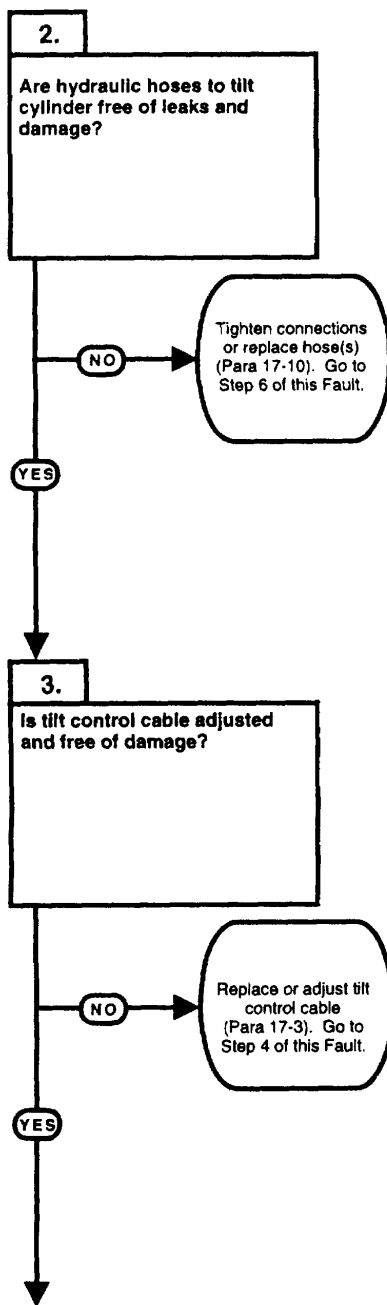 2.
Are hydraulic hoses to tilt
cylinder free of leaks and
damage?
NO
Tighten connections
or replace hose(s)
(Para 17-10). Go to
Step 6 of this Fault.
YES
3.
Is tilt control cable adjusted
and free of damage?
NO
Replace or adjust tilt
control cable
(Para 17-3). Go to
Step 4 of this Fault.
YES